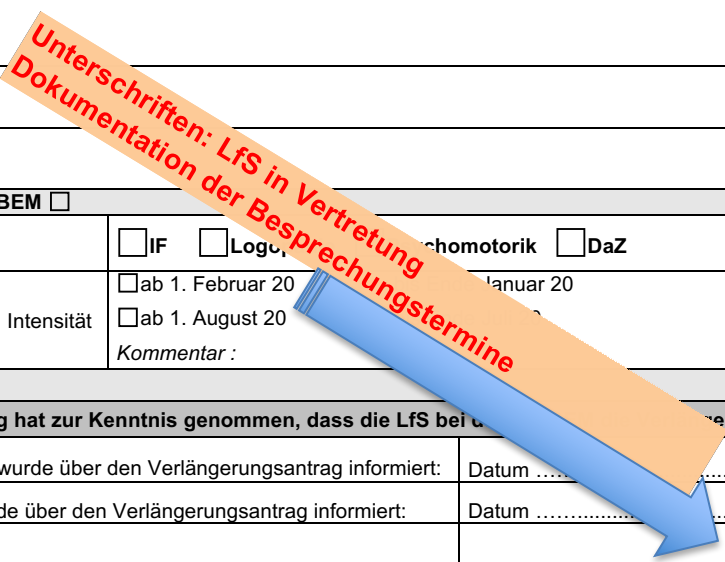 Unterschriften: LfS in Vertretung
Dokumentation der Besprechungstermine
BEM ☐
☐IF ☐Logop chomotorik ☐DaZ
☐ab 1. Februar 20 Januar 20
Intensität ☐ab 1. August 20
Kommentar :
g hat zur Kenntnis genommen, dass die LfS bei d
wurde über den Verlängerungsantrag informiert: Datum
de über den Verlängerungsantrag informiert: Datum